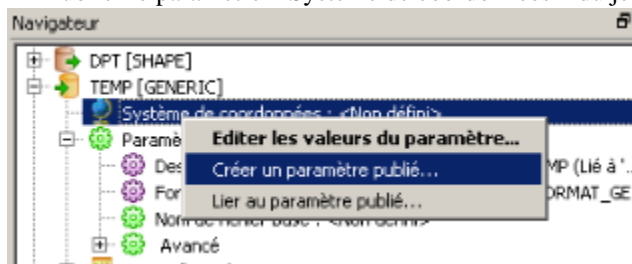 Navigateur
DPT [SHAPE]
TEMP [GENERIC]
Système de coordonnées : <Non défini>
Paramè
Editer les valeurs du paramètre...
Des
MP (Lié à '..
Créer un paramètre publié...
For
ORMAT_GE
Lier au paramètre publié...
Nom de fichier base : <Non défini>
Avancé